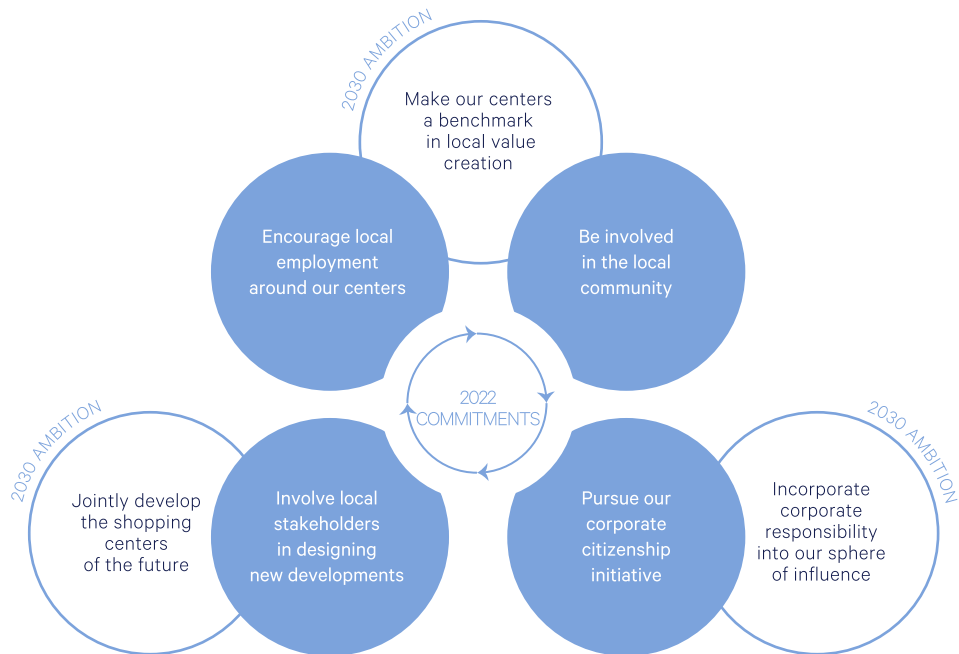 2030 AMBITION
Make our centers
a benchmark
in local value
creation
Encourage local
employment
around our centers
Be involved
in the local
community
2022
COMMITMENTS
2030 AMBITION
Jointly develop
the shopping
centers
of the future
Involve local
stakeholders
in designing
new developments
Pursue our
corporate
citizenship
initiative
2030 AMBITION
Incorporate
corporate
responsibility
into our sphere
of influence